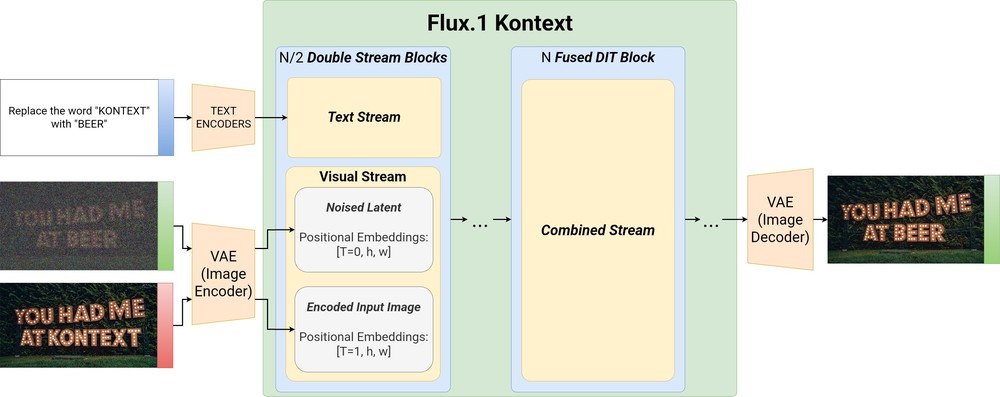 Flux.1 Kontext
N/2 Double Stream Blocks
N Fused DIT Block
Replace the word "KONTEXT"
with "BEER"
TEXT
ENCODERS
Text Stream
Visual Stream
Noised Latent
Positional Embeddings:
[T=0, h, w]
YOU HAD ME
AT BEER
VAE
(Image
Encoder)
Encoded Input Image
Positional Embeddings:
[T=1, h, w]
YOU HAD ME
AT KONTEXT
...
Combined Stream
...
VAE
(Image
Decoder)
YOU HAD ME
AT BEER